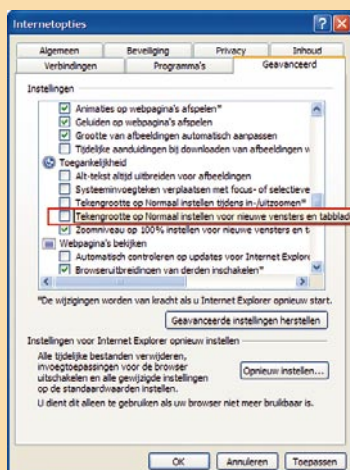 Internetopties
Algemeen Beveiliging Privacy Inhoud
Verbindingen Programma's Geavanceerd
Instellingen
Animaties op webpagina's afspelen*
Geluiden op webpagina's afspelen
Grootte van afbeeldingen automatisch aanpassen
Tijdelijke aanduidingen bij downloaden van afbeeldingen w
Toegankelijkheid
Alt-tekst altijd uitbreiden voor afbeeldingen
Systeeminvoegteken verplaatsen met focus- of selectieve
Tekengrootte op Normaal instellen tijdens in-/uitzoomen*
Tekengrootte op Normaal instellen voor nieuwe vensters en tabblad
Zoomniveau op 100% instellen voor nieuwe vensters en t
Webpagina's bekijken
Automatisch controleren op updates voor Internet Explore
Browseruitbreidingen van derden inschakelen*
*De wijzigingen worden van kracht als u Internet Explorer opnieuw start.
Geavanceerde instellingen herstellen
Instellingen voor Internet Explorer opnieuw instellen
Alle tijdelijke bestanden verwijderen,
invoegtoepassingen voor de browser
uitschakelen en alle gewijzigde instellingen
op de standaardwaarden instellen.
Opnieuw instellen...
U dient dit alleen te gebruiken als uw browser niet meer bruikbaar is.
OK Annuleren Toepassen